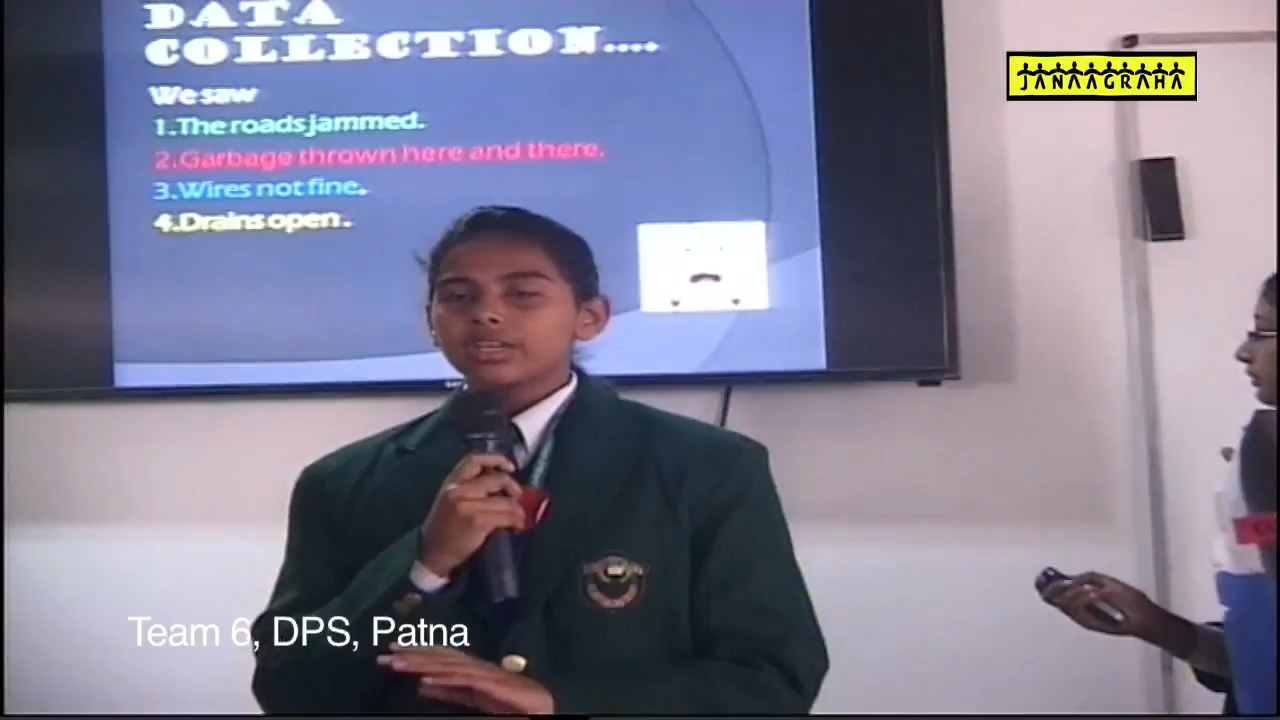 DATA
COLLECTION....
JANAAGRAHA
We saw
1.The roads jammed.
2.Garbage thrown here and there.
3.Wires not fine.
4.Drains open.
Team 6, DPS, Patna